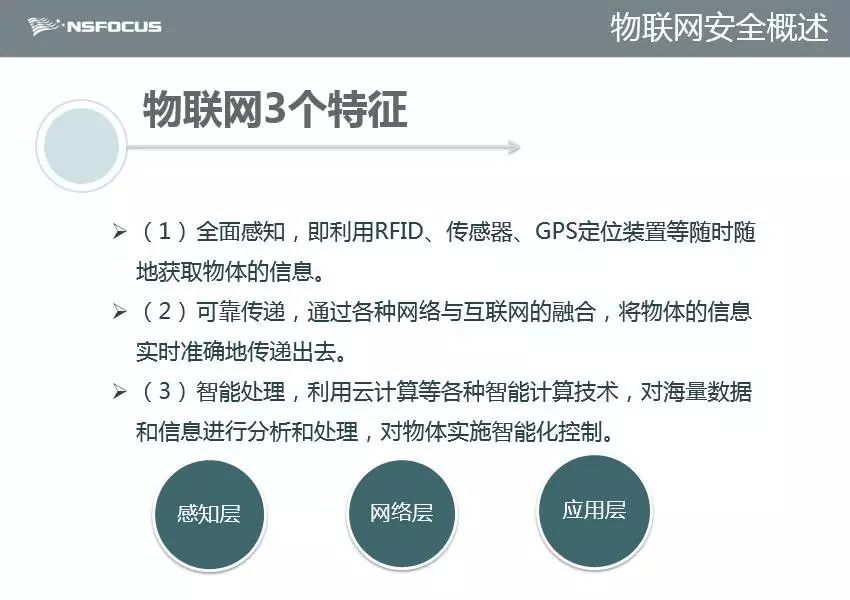 NSFOCUS
物联网安全概述
物联网3个特征
（1）全面感知，即利用RFID、传感器、GPS定位装置等随时随
地获取物体的信息。
（2）可靠传递，通过各种网络与互联网的融合，将物体的信息
实时准确地传递出去。
（3）智能处理，利用云计算等各种智能计算技术，对海量数据
和信息进行分析和处理，对物体实施智能化控制。
感知层
网络层
应用层